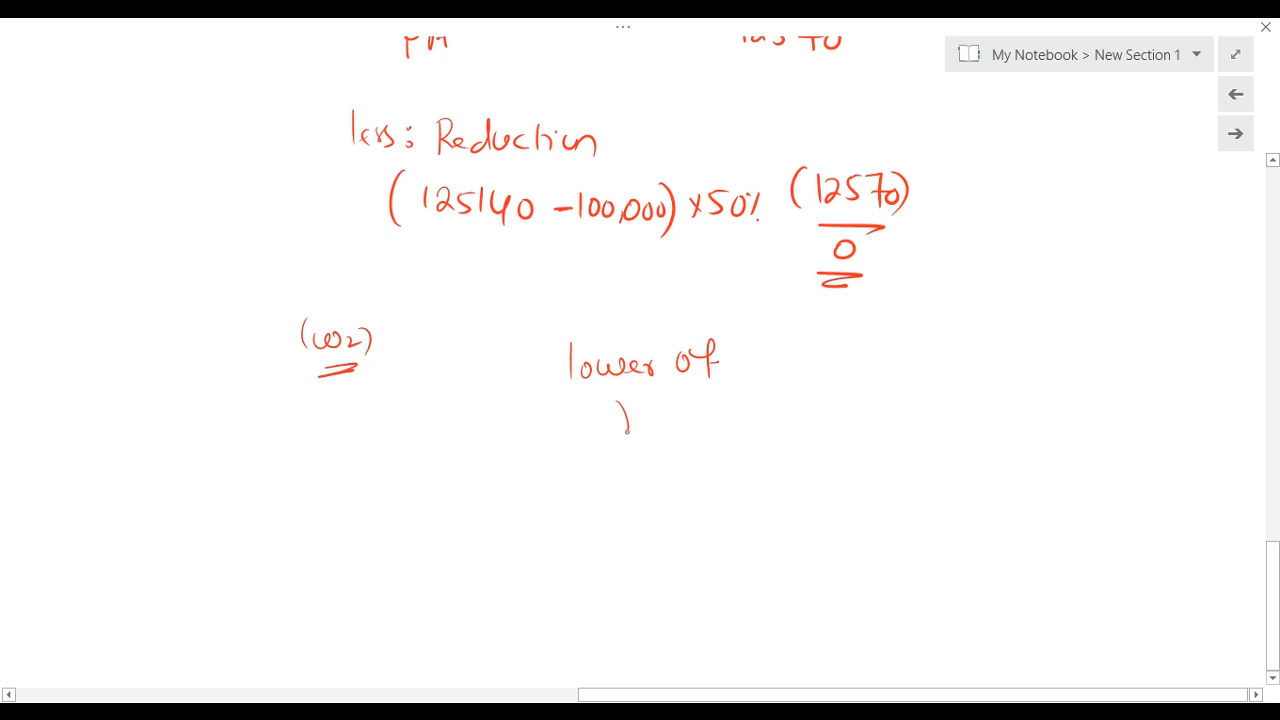 My Notebook > New Section 1
less: Reduction
(125140 - 100,000) × 50% (12570)
0
(W2)
lower of